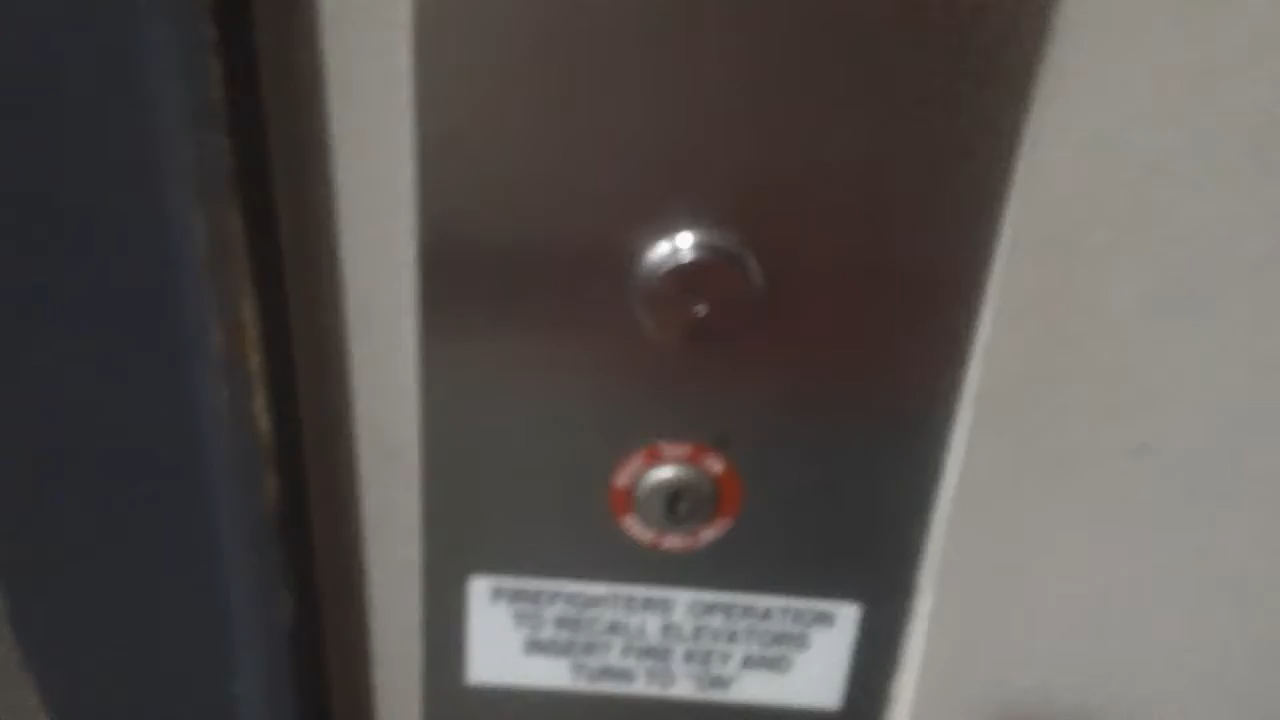 FIREFIGHTERS' OPERATION
TO RECALL ELEVATORS
INSERT FIRE KEY AND
TURN TO "ON"